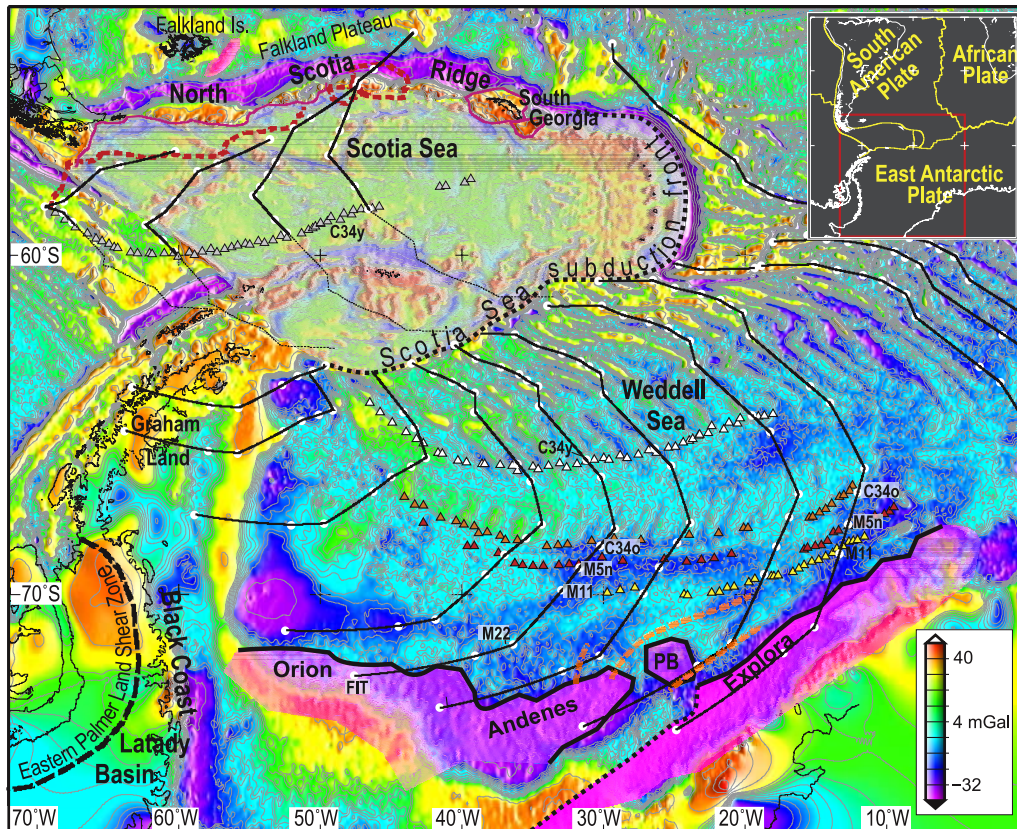 Falkland Is.
Falkland Plateau
North Scotia Ridge
South
Georgia
Scotia Sea
C34y
60°S
Scotia Sea subduction front
South
American
Plate
African
Plate
East Antarctic
Plate
Weddell
Sea
Graham
Land
C34y
C34o
M5n
M11
C34o
M5n
M11
M22
70°S
Eastern Palmer Land Shear Zone
Black Coast
Latady
Basin
Orion
FIT
Andenes
PB
Explora
40
4 mGal
−32
70°W
60°W
50°W
40°W
30°W
20°W
10°W